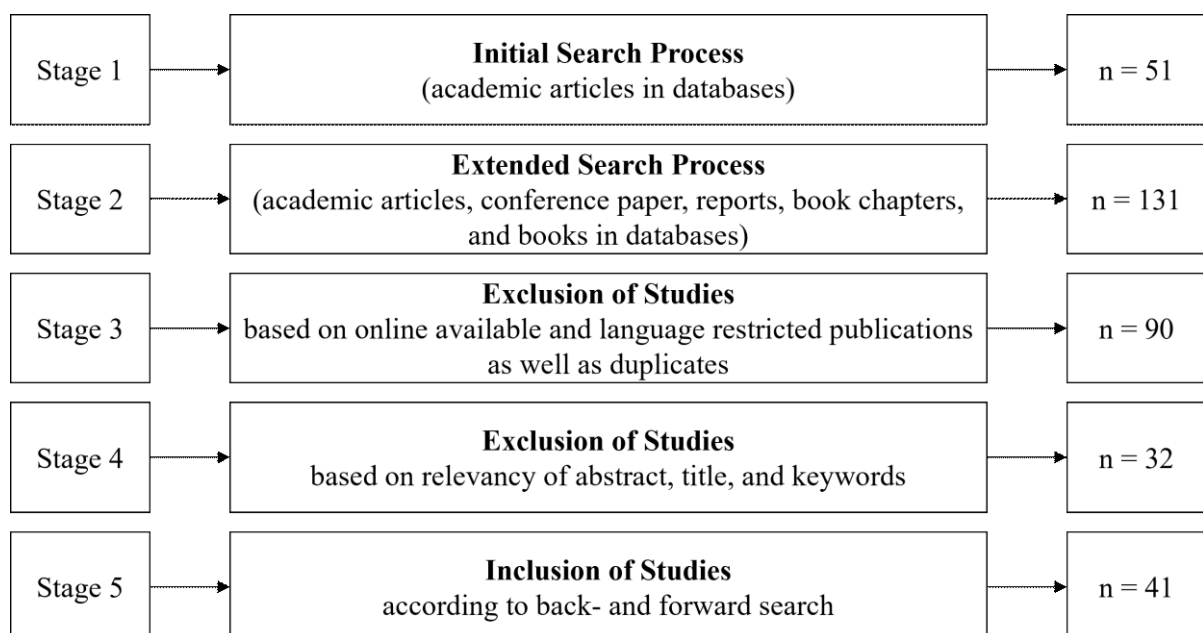 Stage 1
Initial Search Process
(academic articles in databases)
n = 51
Stage 2
Extended Search Process
(academic articles, conference paper, reports, book chapters,
and books in databases)
n = 131
Stage 3
Exclusion of Studies
based on online available and language restricted publications
as well as duplicates
n = 90
Stage 4
Exclusion of Studies
based on relevancy of abstract, title, and keywords
n = 32
Stage 5
Inclusion of Studies
according to back- and forward search
n = 41